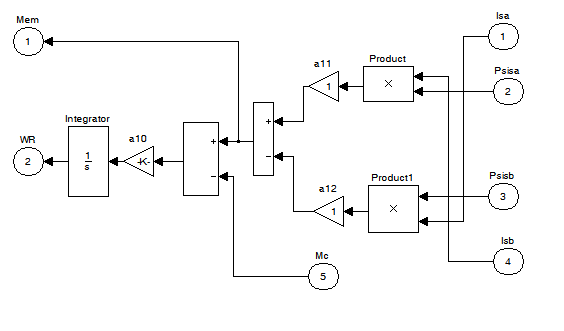 Mem
1
Isa
1
a11
1
Product
×
Psisa
2
+
−
Integrator
1
s
a10
-K-
WR
2
+
−
a12
1
Product1
×
Psisb
3
Isb
4
Mc
5